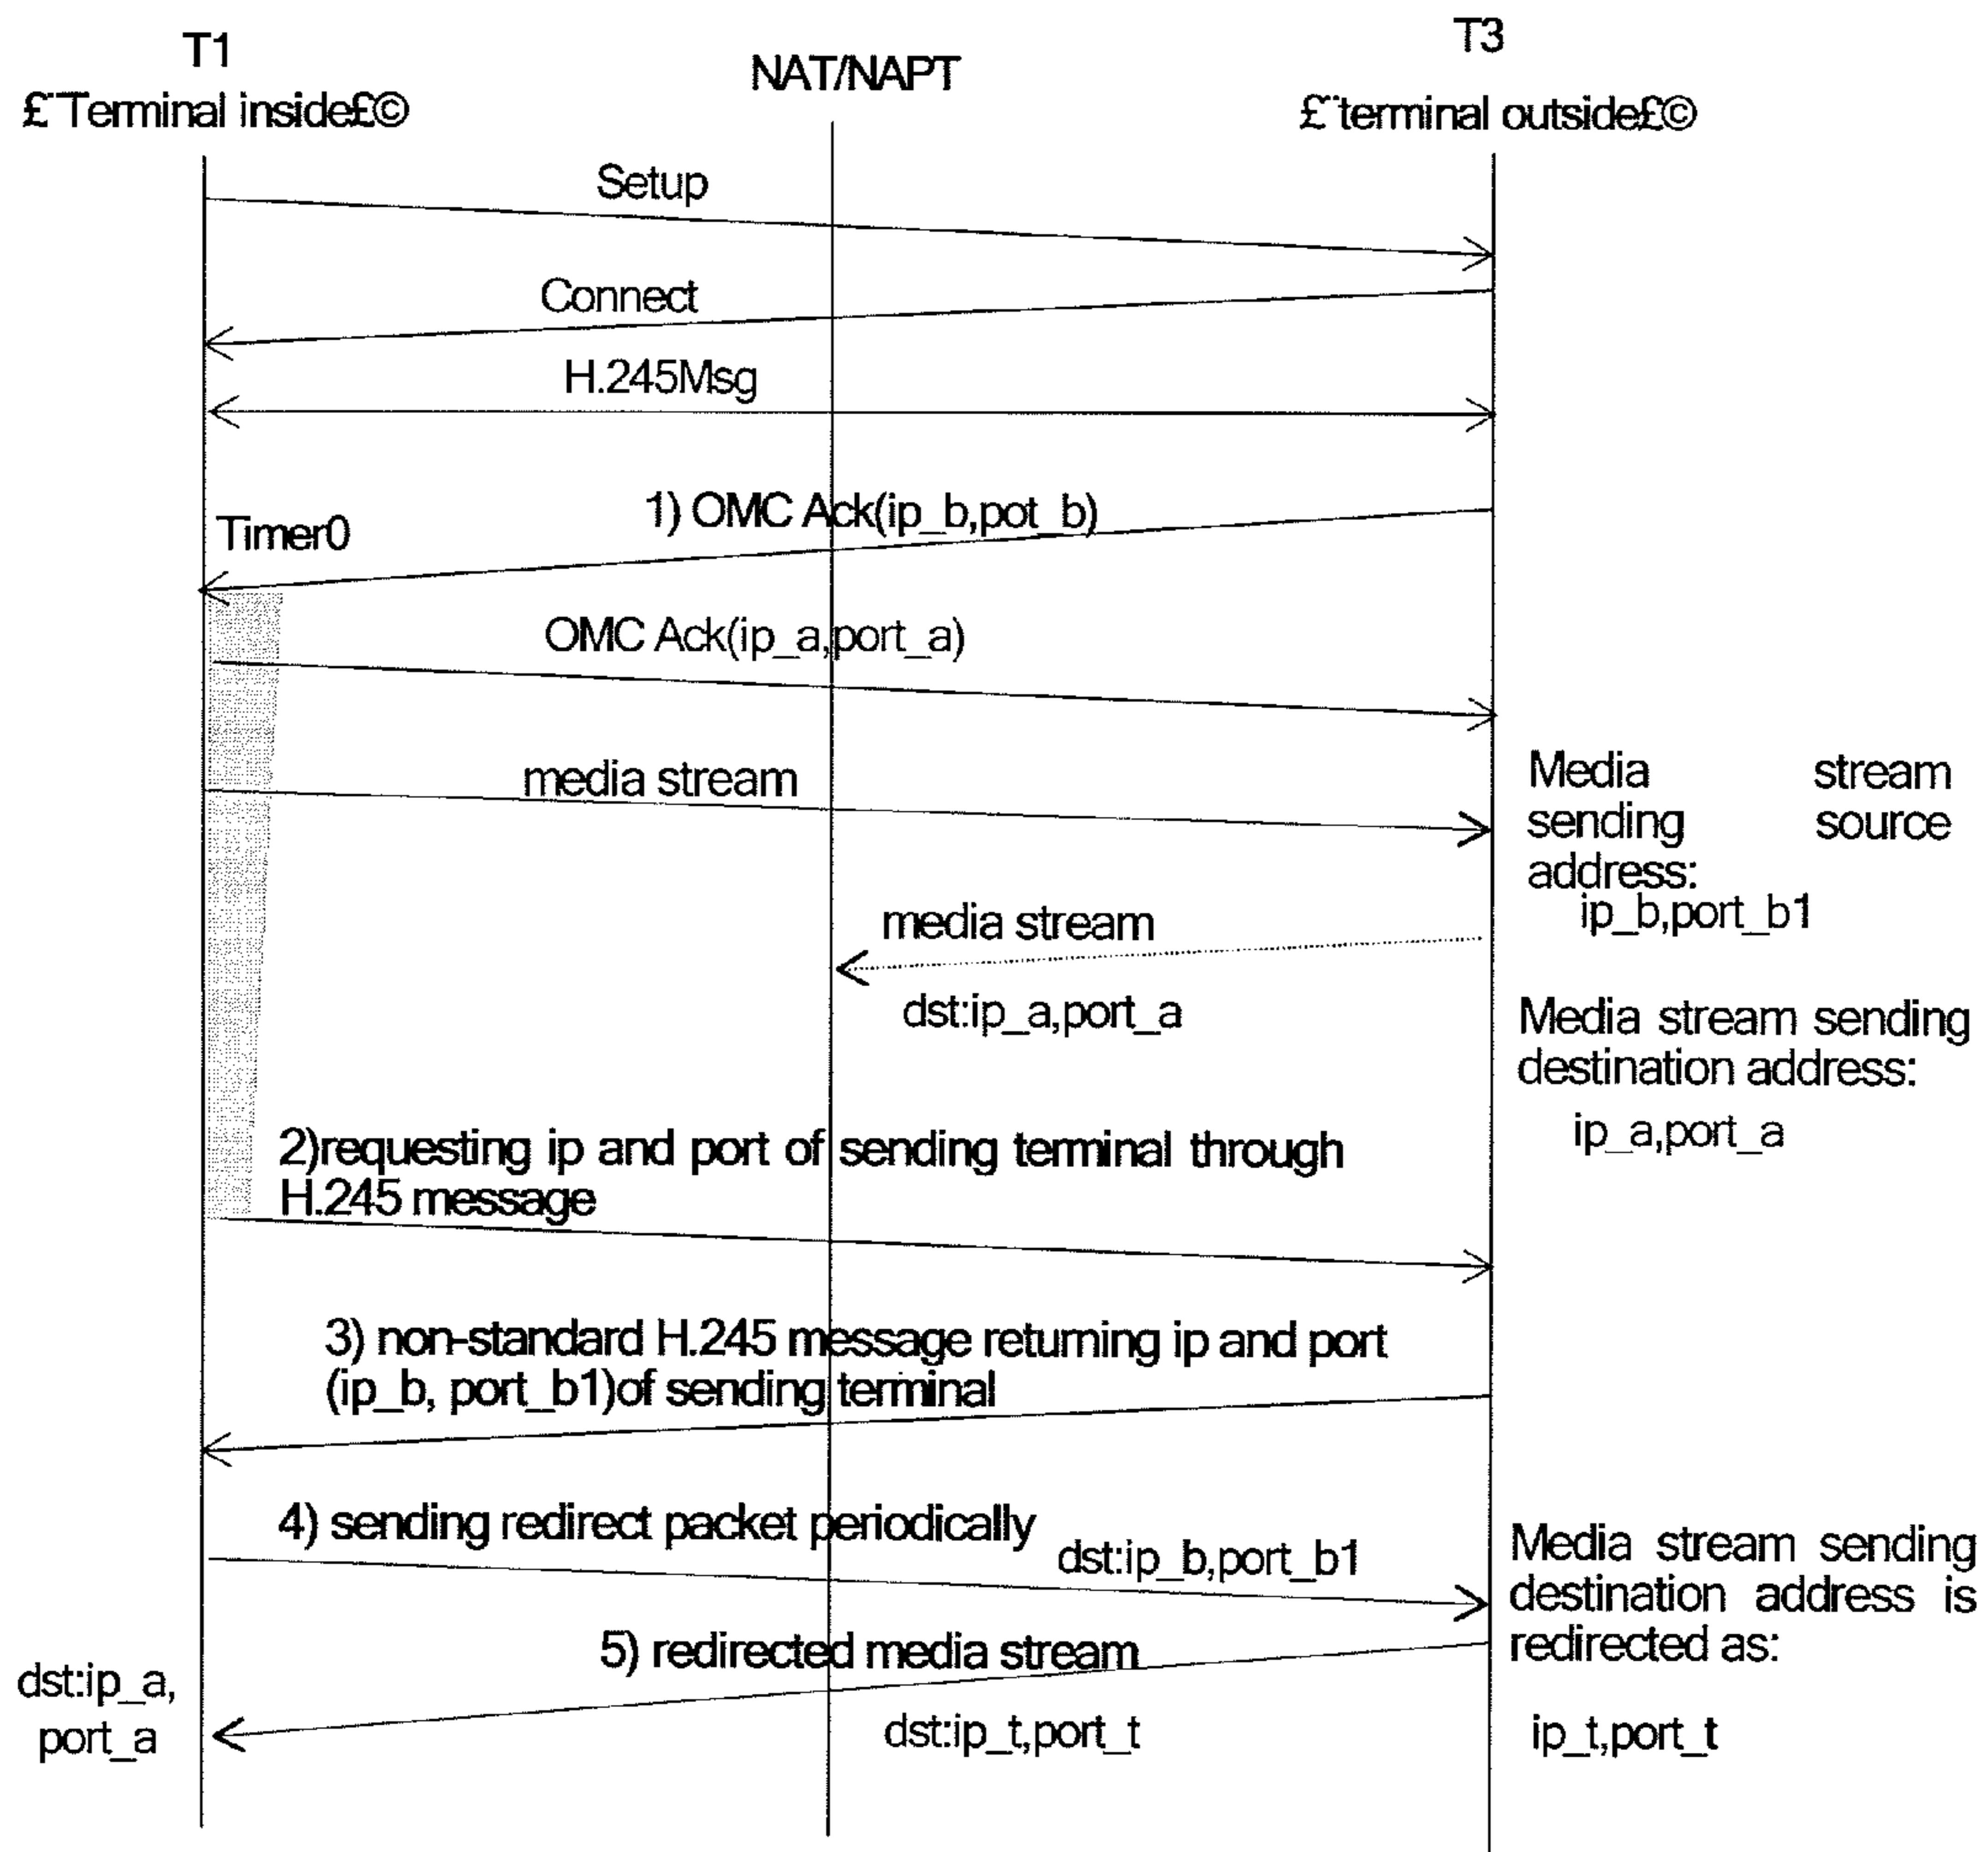 T1
£¨Terminal inside£©
NAT/NAPT
T3
£¨terminal outside£©
Setup
Connect
H.245Msg
1) OMC Ack(ip_b,pot_b)
Timer0
OMC Ack(ip_a,port_a)
media stream
Media stream
sending source
address:
ip_b,port_b1
media stream
dst:ip_a,port_a
Media stream sending
destination address:
ip_a,port_a
2)requesting ip and port of sending terminal through
H.245 message
3) non-standard H.245 message returning ip and port
(ip_b, port_b1)of sending terminal
4) sending redirect packet periodically
dst:ip_b,port_b1
Media stream sending
destination address is
redirected as:
5) redirected media stream
dst:ip_a,
port_a
dst:ip_t,port_t
ip_t,port_t